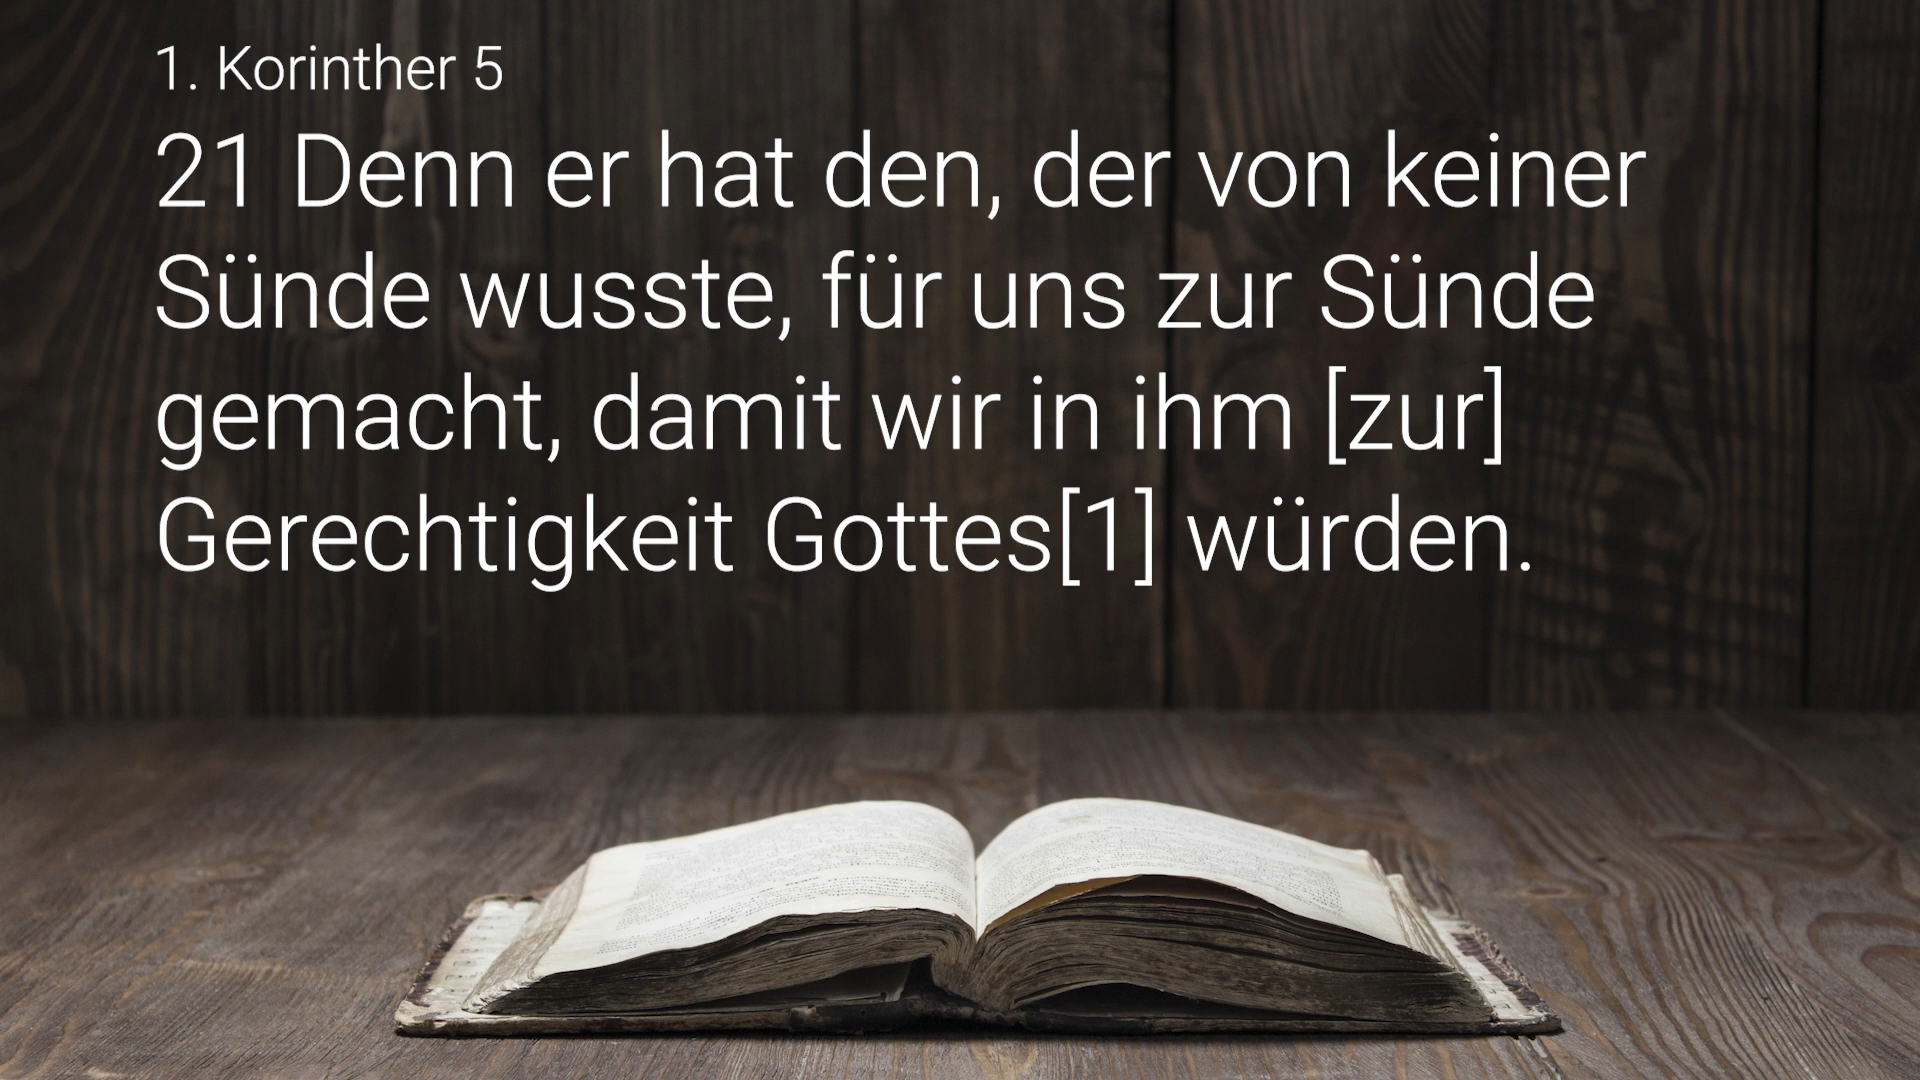 1. Korinther 5
21 Denn er hat den, der von keiner
Sünde wusste, für uns zur Sünde
gemacht, damit wir in ihm [zur]
Gerechtigkeit Gottes[1] würden.